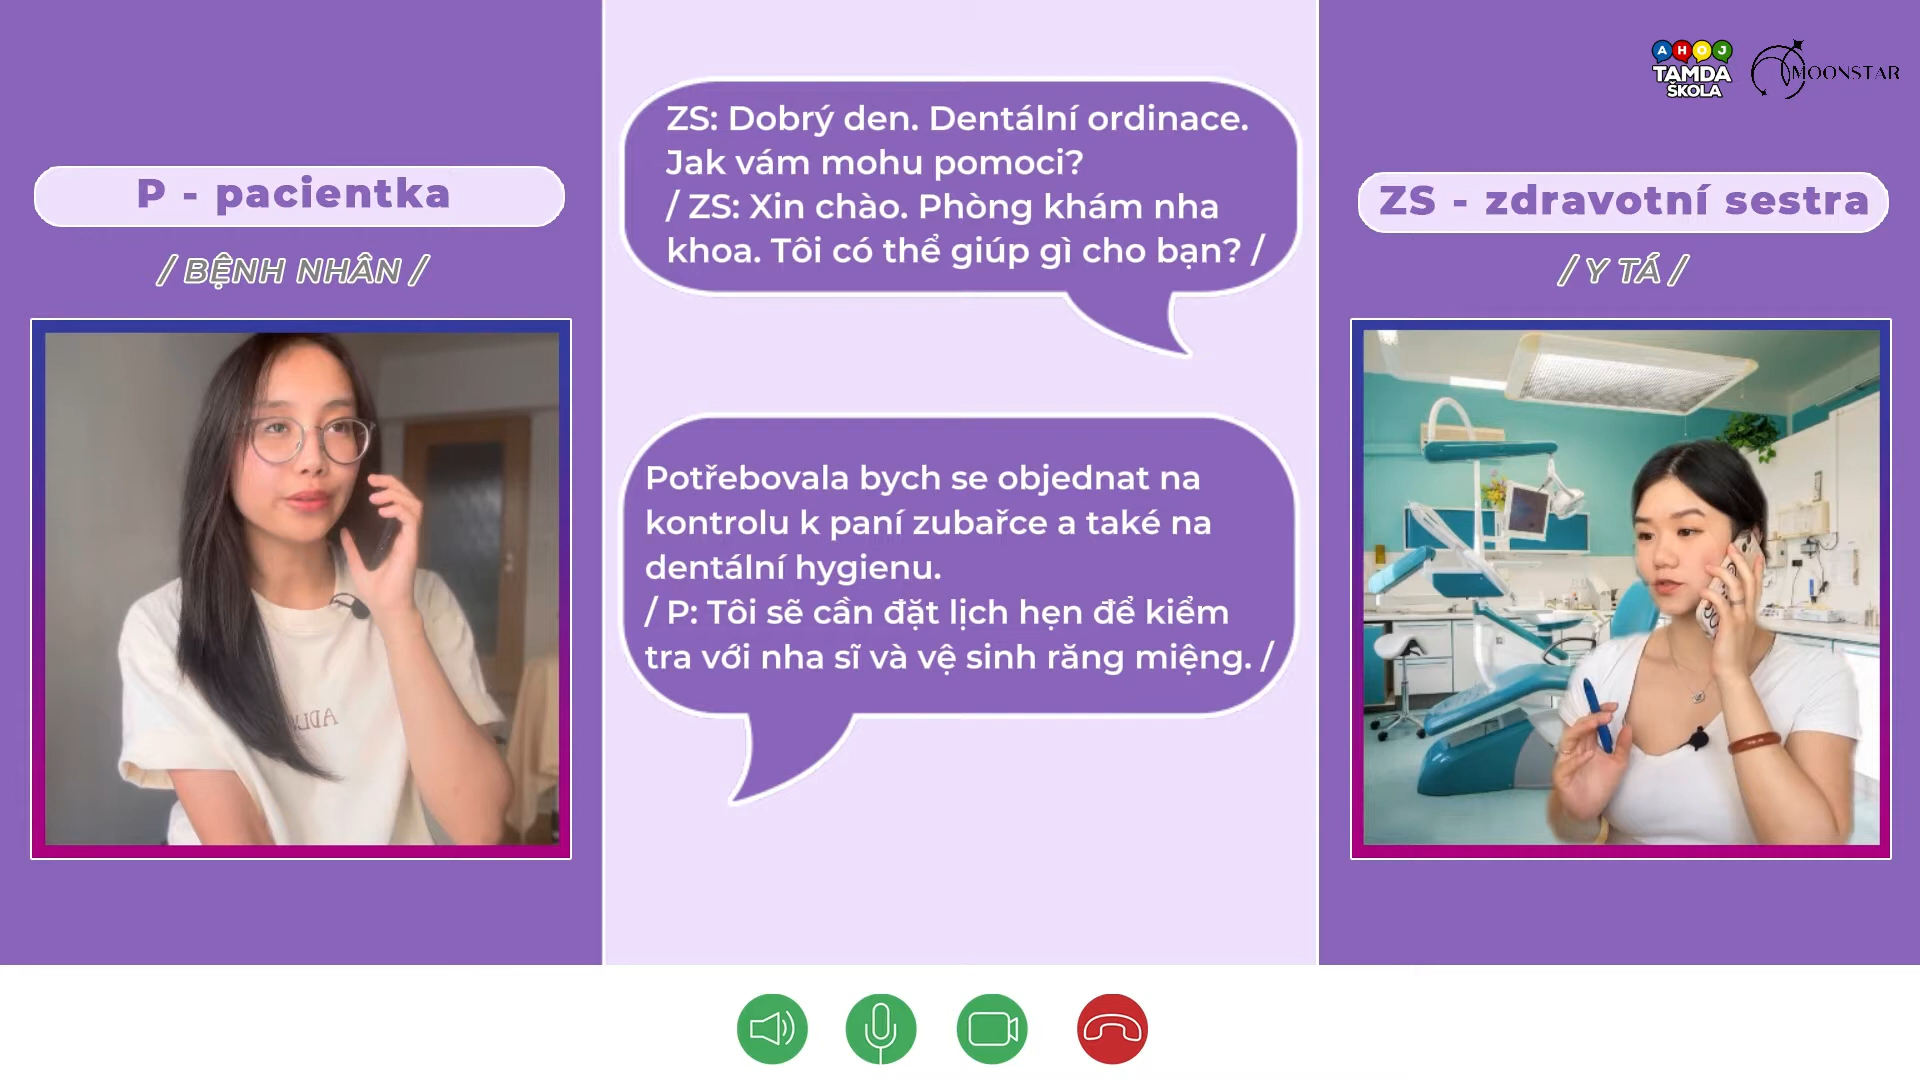 AHOJ
TAMDA
ŠKOLA
MOONSTAR
P - pacientka
/ BỆNH NHÂN /
ZS: Dobrý den. Dentální ordinace.
Jak vám mohu pomoci?
/ ZS: Xin chào. Phòng khám nha
khoa. Tôi có thể giúp gì cho bạn? /
Potřebovala bych se objednat na
kontrolu k paní zubařce a také na
dentální hygienu.
/ P: Tôi sẽ cần đặt lịch hẹn để kiểm
tra với nha sĩ và vệ sinh răng miệng. /
ZS - zdravotní sestra
/ Y TÁ /